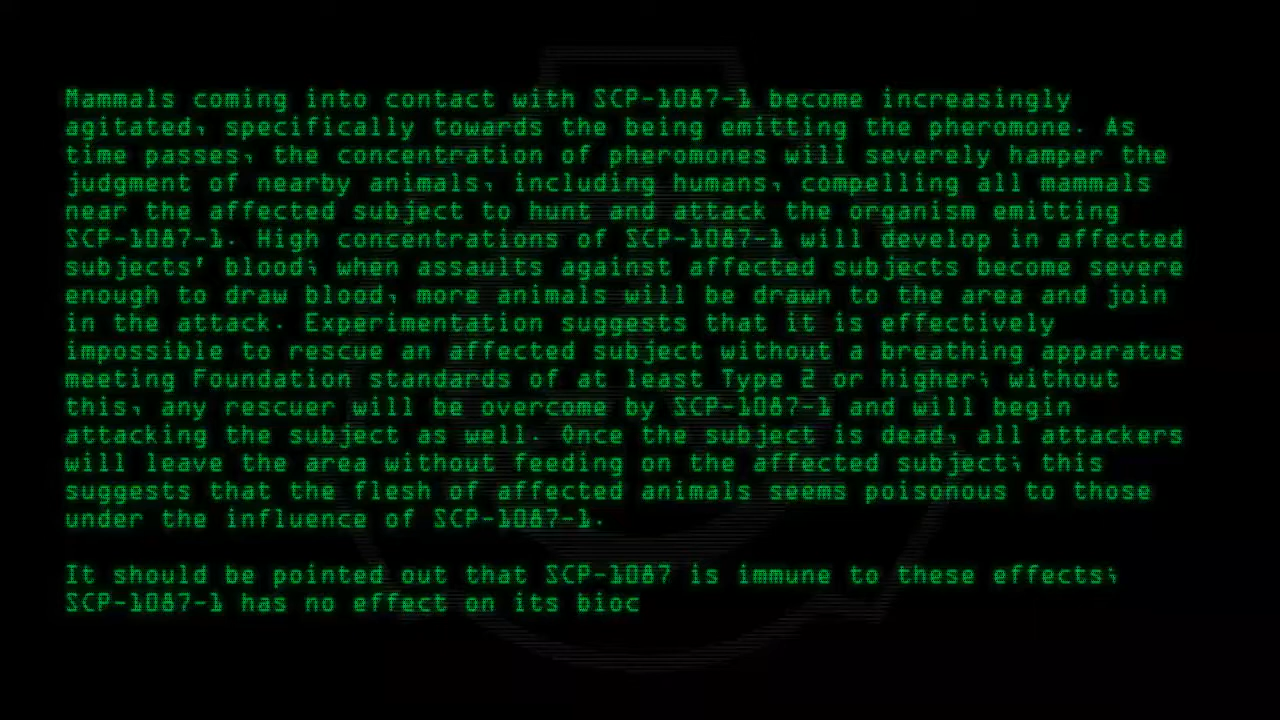 Mammals coming into contact with SCP-1087-1 become increasingly
agitated, specifically towards the being emitting the pheromone. As
time passes, the concentration of pheromones will severely hamper the
judgment of nearby animals, including humans, compelling all mammals
near the affected subject to hunt and attack the organism emitting
SCP-1087-1. High concentrations of SCP-1087-1 will develop in affected
subjects' blood; when assaults against affected subjects become severe
enough to draw blood, more animals will be drawn to the area and join
in the attack. Experimentation suggests that it is effectively
impossible to rescue an affected subject without a breathing apparatus
meeting Foundation standards of at least Type 2 or higher; without
this, any rescuer will be overcome by SCP-1087-1 and will begin
attacking the subject as well. Once the subject is dead, all attackers
will leave the area without feeding on the affected subject; this
suggests that the flesh of affected animals seems poisonous to those
under the influence of SCP-1087-1.
It should be pointed out that SCP-1087 is immune to these effects;
SCP-1087-1 has no effect on its bioc